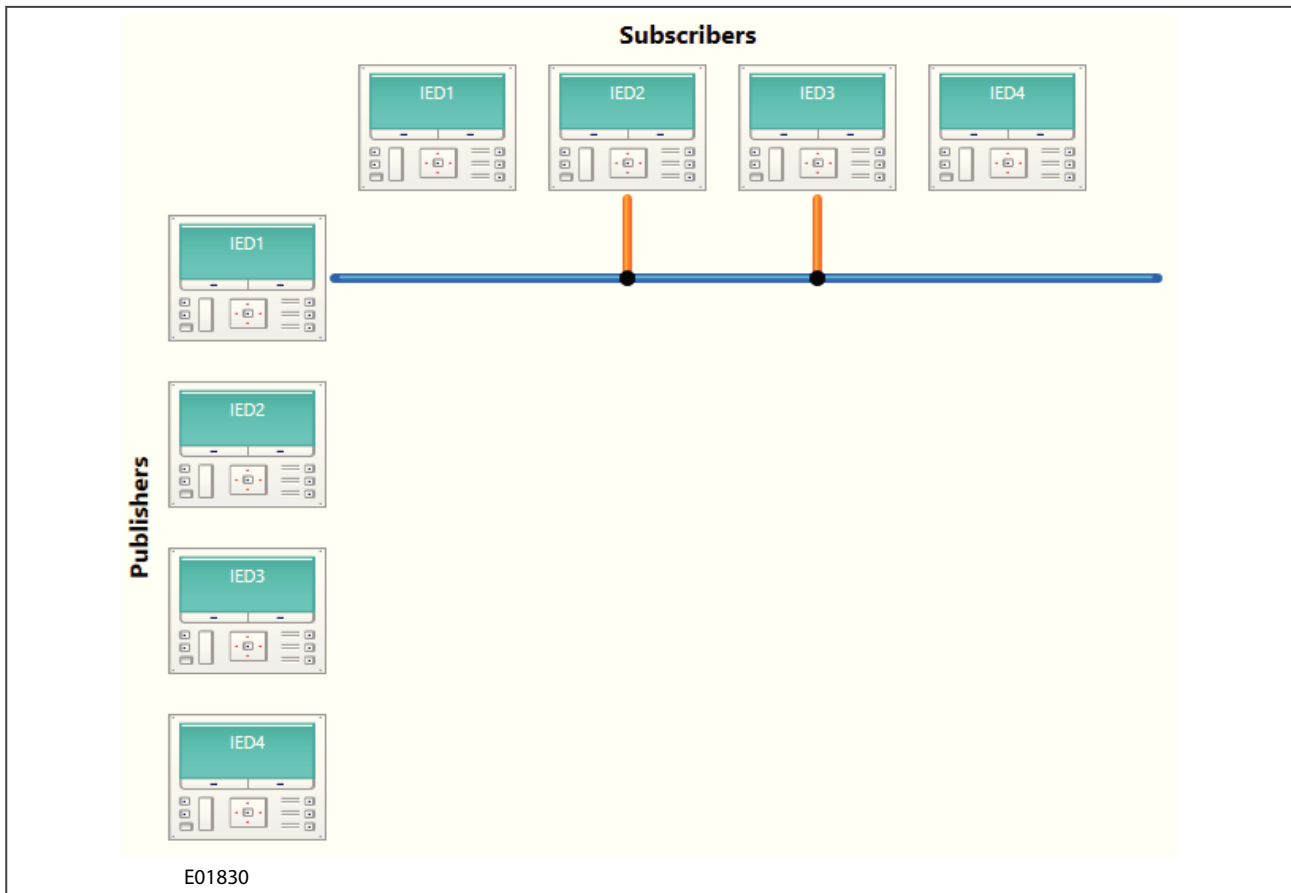 Subscribers
IED1
IED2
IED3
IED4
Publishers
IED1
IED2
IED3
IED4
E01830